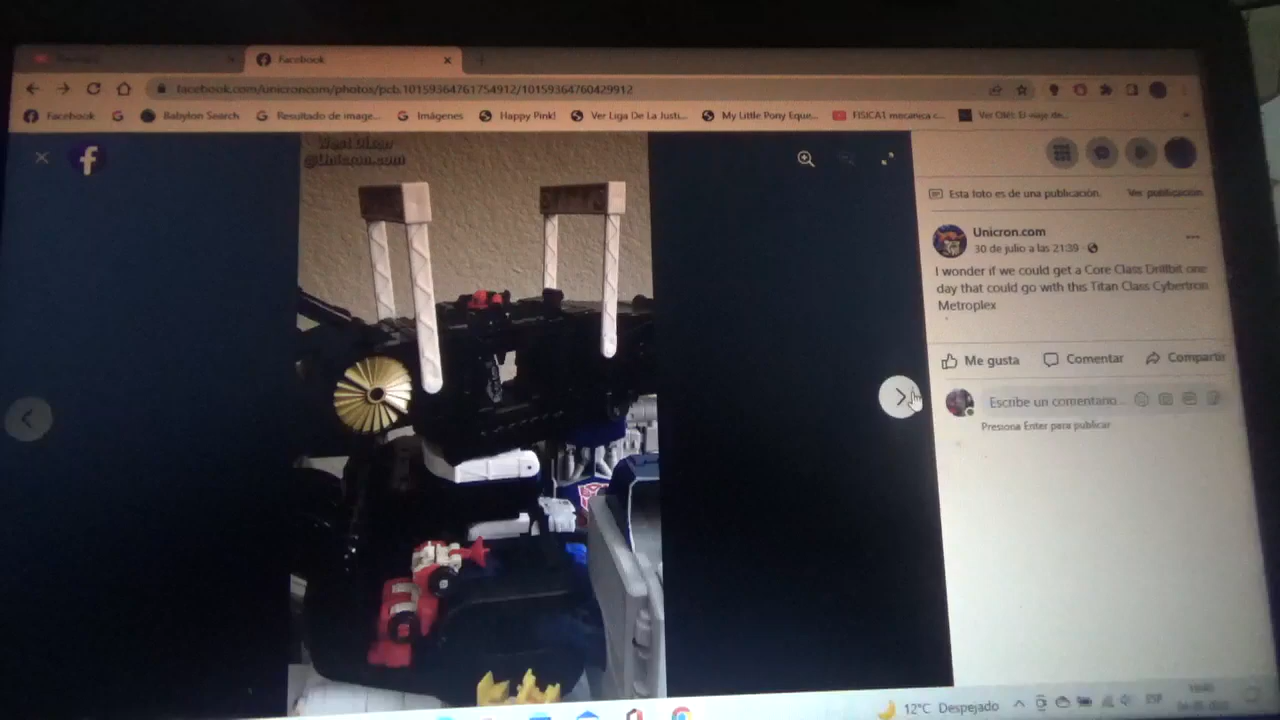 Facebook
facebook.com/unicroncom/photos/pcb.10159364761754912/10159364760429912
Facebook
Babylon Search
Resultado de image...
Imágenes
Happy Pink!
Ver Liga De La Justi...
My Little Pony Eque...
FISICA1 mecanica c...
West Dixon
@Unicron.com
Esta foto es de una publicación. Ver publicación
Unicron.com
30 de julio a las 21:39
I wonder if we could get a Core Class Drillbit one
day that could go with this Titan Class Cybertron
Metroplex
Me gusta Comentar Compartir
Escribe un comentario...
Presiona Enter para publicar
12°C Despejado
ESP